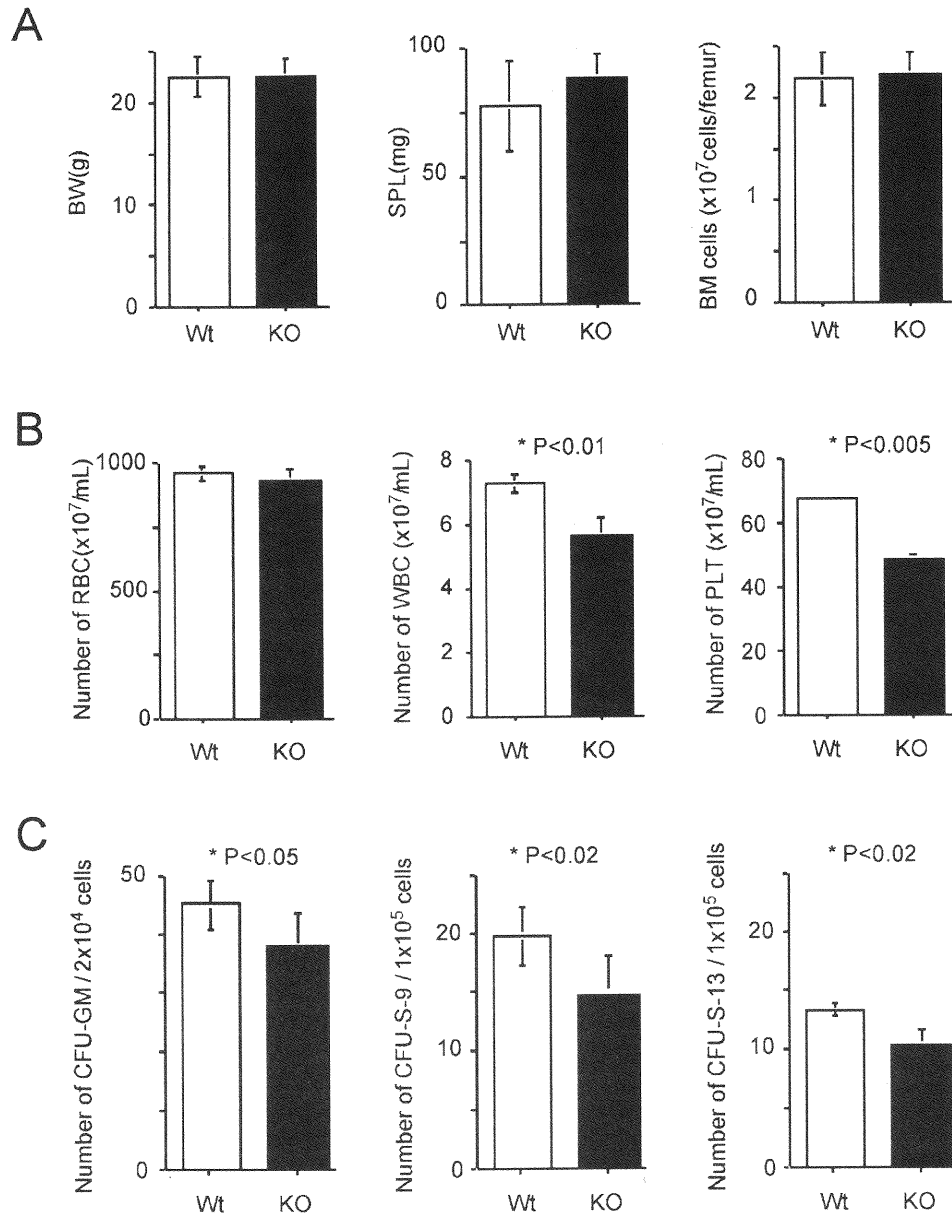 A
BW(g)
20
10
0
Wt
KO
SPL(mg)
100
50
0
Wt
KO
BM cells (x10⁷cells/femur)
2
1
0
Wt
KO
B
Number of RBC(x10⁷/mL)
1000
500
0
Wt
KO
* P<0.01
Number of WBC (x10⁷/mL)
8
6
4
2
0
Wt
KO
* P<0.005
Number of PLT (x10⁷/mL)
80
60
40
20
0
Wt
KO
C
* P<0.05
Number of CFU-GM / 2x10⁴ cells
50
0
Wt
KO
* P<0.02
Number of CFU-S-9 / 1x10⁵ cells
20
10
0
Wt
KO
* P<0.02
Number of CFU-S-13 / 1x10⁵ cells
20
10
0
Wt
KO